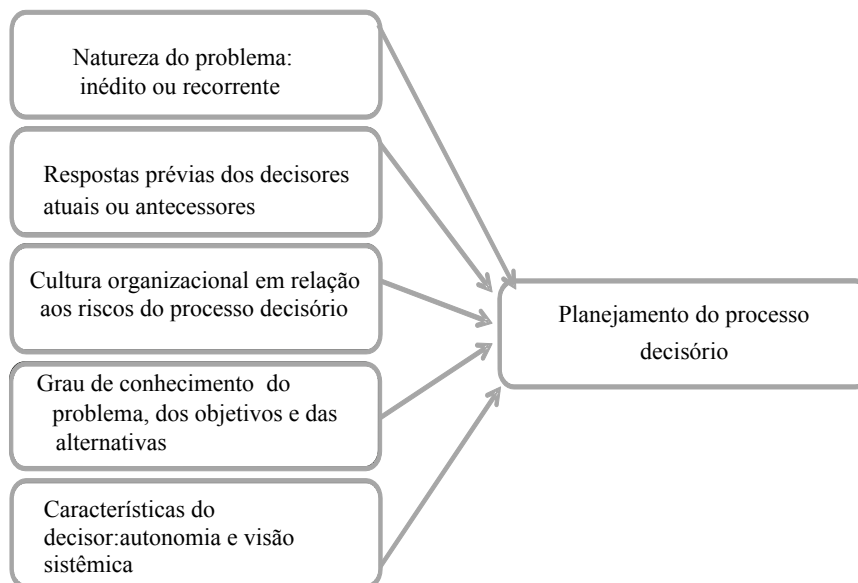 Natureza do problema:
inédito ou recorrente
Respostas prévias dos decisores
atuais ou antecessores
Cultura organizacional em relação
aos riscos do processo decisório
Grau de conhecimento do
problema, dos objetivos e das
alternativas
Características do
decisor:autonomia e visão
sistêmica
Planejamento do processo
decisório